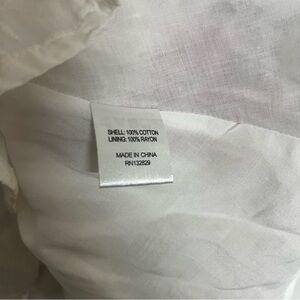 SHELL: 100% COTTON
LINING: 100% RAYON
MADE IN CHINA
RN132829